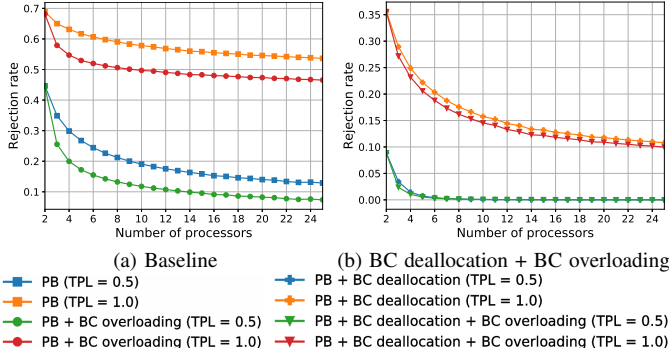 0.7
0.6
0.5
0.4
0.3
0.2
0.1
Rejection rate
2 4 6 8 10 12 14 16 18 20 22 24
Number of processors
(a) Baseline
0.35
0.30
0.25
0.20
0.15
0.10
0.05
0.00
Rejection rate
2 4 6 8 10 12 14 16 18 20 22 24
Number of processors
(b) BC deallocation + BC overloading
PB (TPL = 0.5)
PB (TPL = 1.0)
PB + BC overloading (TPL = 0.5)
PB + BC overloading (TPL = 1.0)
PB + BC deallocation (TPL = 0.5)
PB + BC deallocation (TPL = 1.0)
PB + BC deallocation + BC overloading (TPL = 0.5)
PB + BC deallocation + BC overloading (TPL = 1.0)